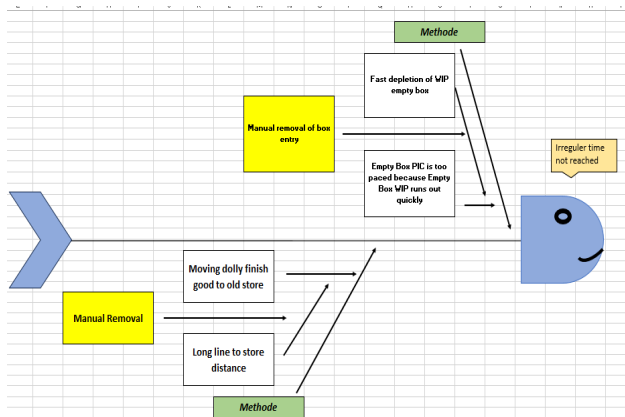 Methode
Fast depletion of WIP
empty box
Manual removal of box
entry
Irreguler time
not reached
Empty Box PIC is too
paced because Empty
Box WIP runs out
quickly
Moving dolly finish
good to old store
Manual Removal
Long line to store
distance
Methode